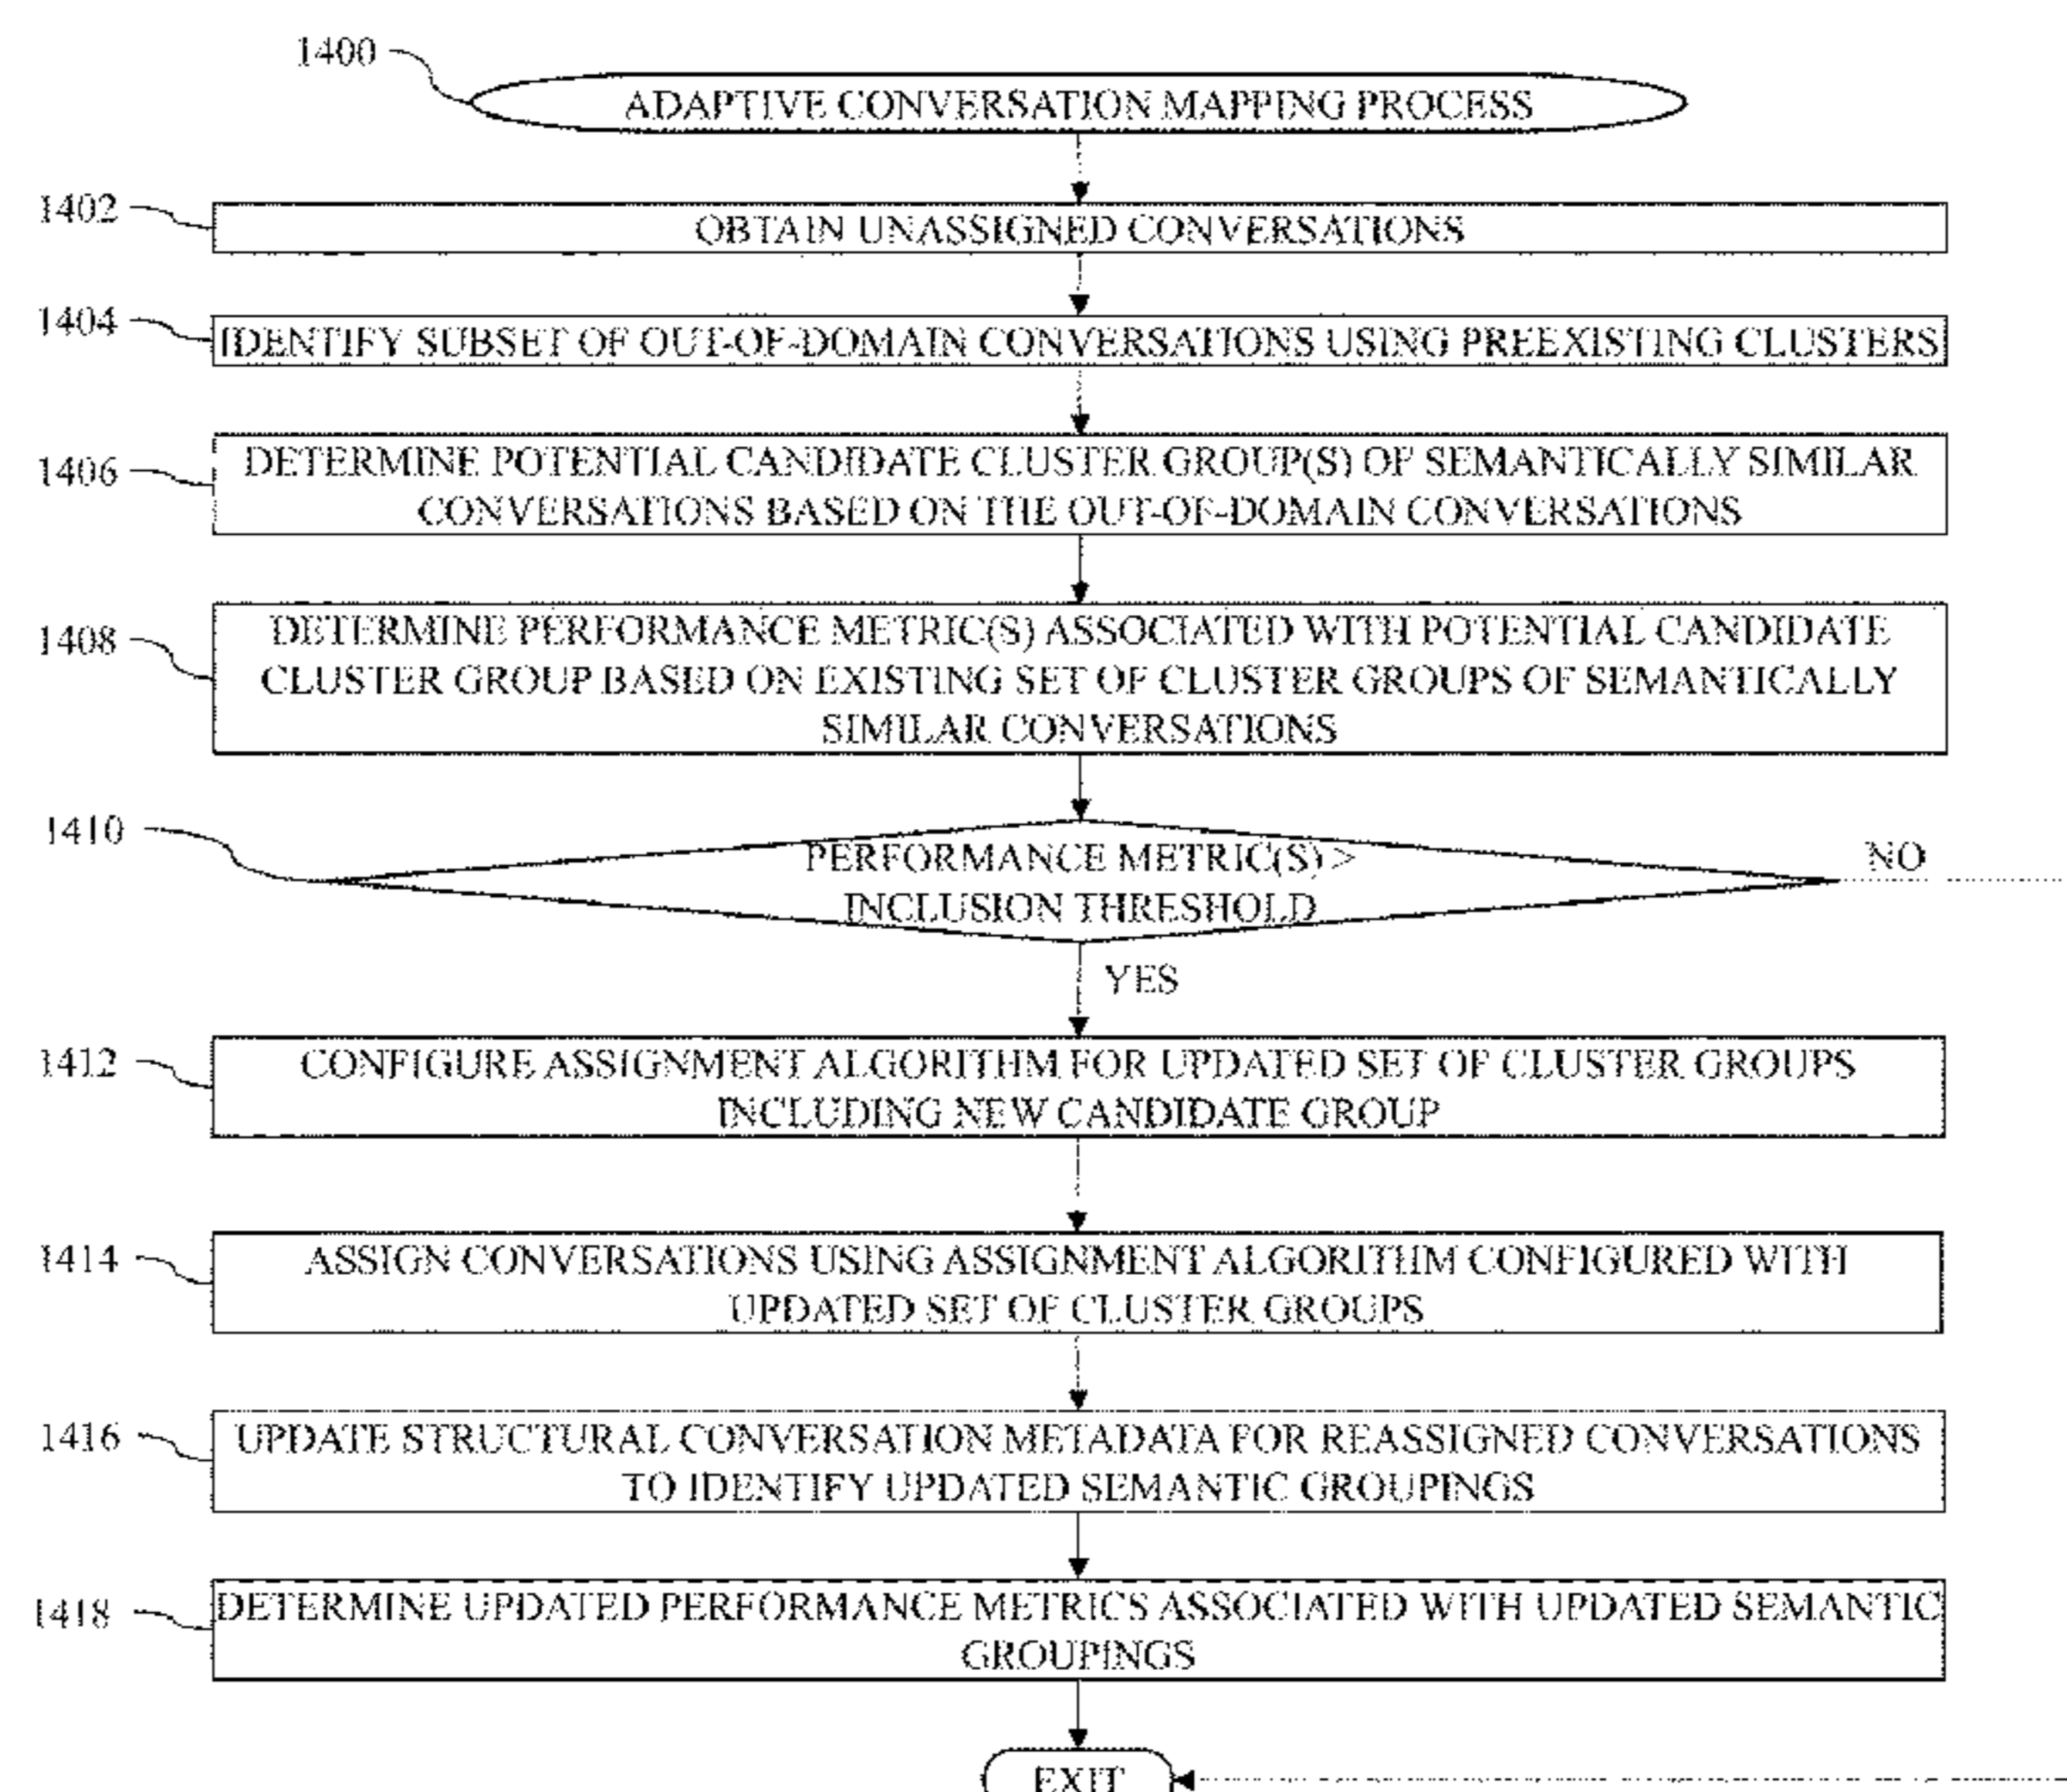 1400
ADAPTIVE CONVERSATION MAPPING PROCESS
1402
OBTAIN UNASSIGNED CONVERSATIONS
1404
IDENTIFY SUBSET OF OUT-OF-DOMAIN CONVERSATIONS USING PREEXISTING CLUSTERS
1406
DETERMINE POTENTIAL CANDIDATE CLUSTER GROUP(S) OF SEMANTICALLY SIMILAR
CONVERSATIONS BASED ON THE OUT-OF-DOMAIN CONVERSATIONS
1408
DETERMINE PERFORMANCE METRIC(S) ASSOCIATED WITH POTENTIAL CANDIDATE
CLUSTER GROUP BASED ON EXISTING SET OF CLUSTER GROUPS OF SEMANTICALLY
SIMILAR CONVERSATIONS
1410
PERFORMANCE METRIC(S) >
INCLUSION THRESHOLD
NO
YES
1412
CONFIGURE ASSIGNMENT ALGORITHM FOR UPDATED SET OF CLUSTER GROUPS
INCLUDING NEW CANDIDATE GROUP
1414
ASSIGN CONVERSATIONS USING ASSIGNMENT ALGORITHM CONFIGURED WITH
UPDATED SET OF CLUSTER GROUPS
1416
UPDATE STRUCTURAL CONVERSATION METADATA FOR REASSIGNED CONVERSATIONS
TO IDENTIFY UPDATED SEMANTIC GROUPINGS
1418
DETERMINE UPDATED PERFORMANCE METRICS ASSOCIATED WITH UPDATED SEMANTIC
GROUPINGS
EXIT